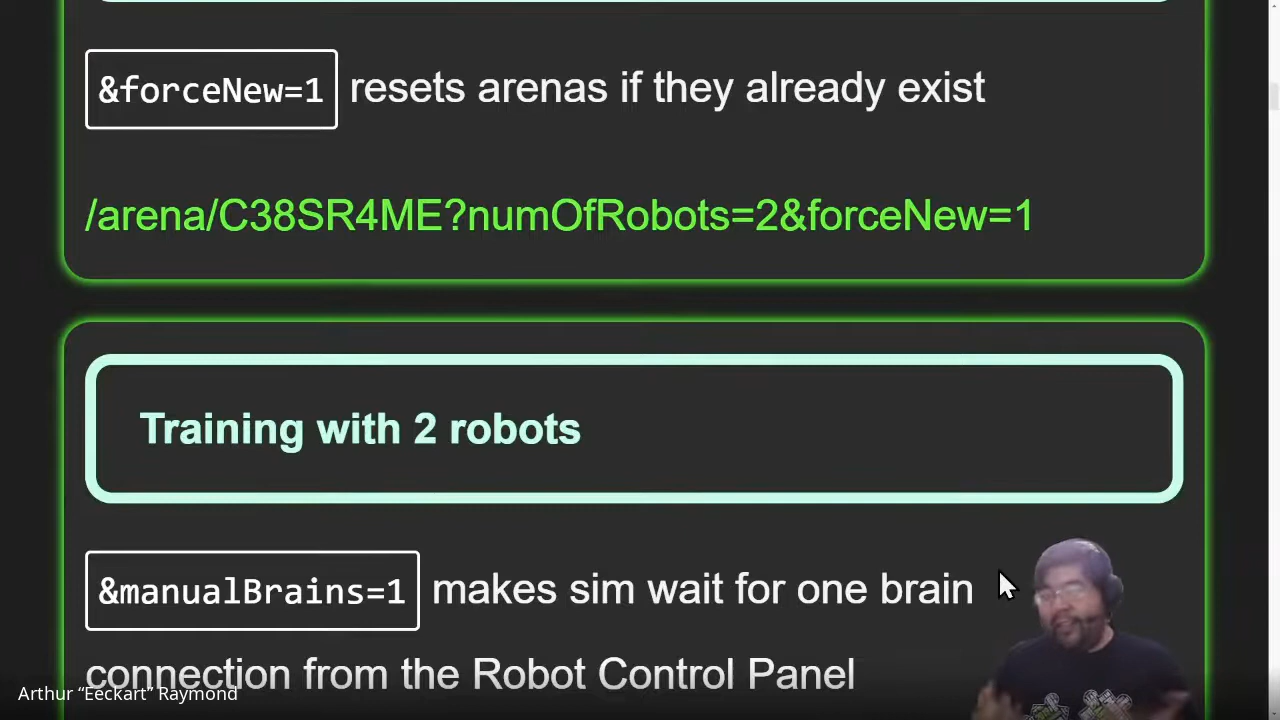 &forceNew=1 resets arenas if they already exist
/arena/C38SR4ME?numOfRobots=2&forceNew=1
Training with 2 robots
&manualBrains=1 makes sim wait for one brain
connection from the Robot Control Panel
Arthur “Eeckart” Raymond